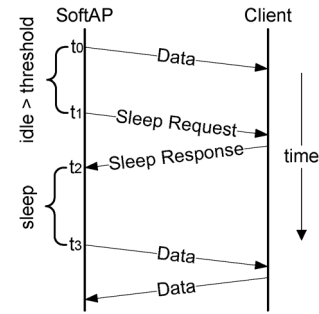 SoftAP Client
t0
Data
idle > threshold
t1
Sleep Request
Sleep Response
t2
time
sleep
t3
Data
Data